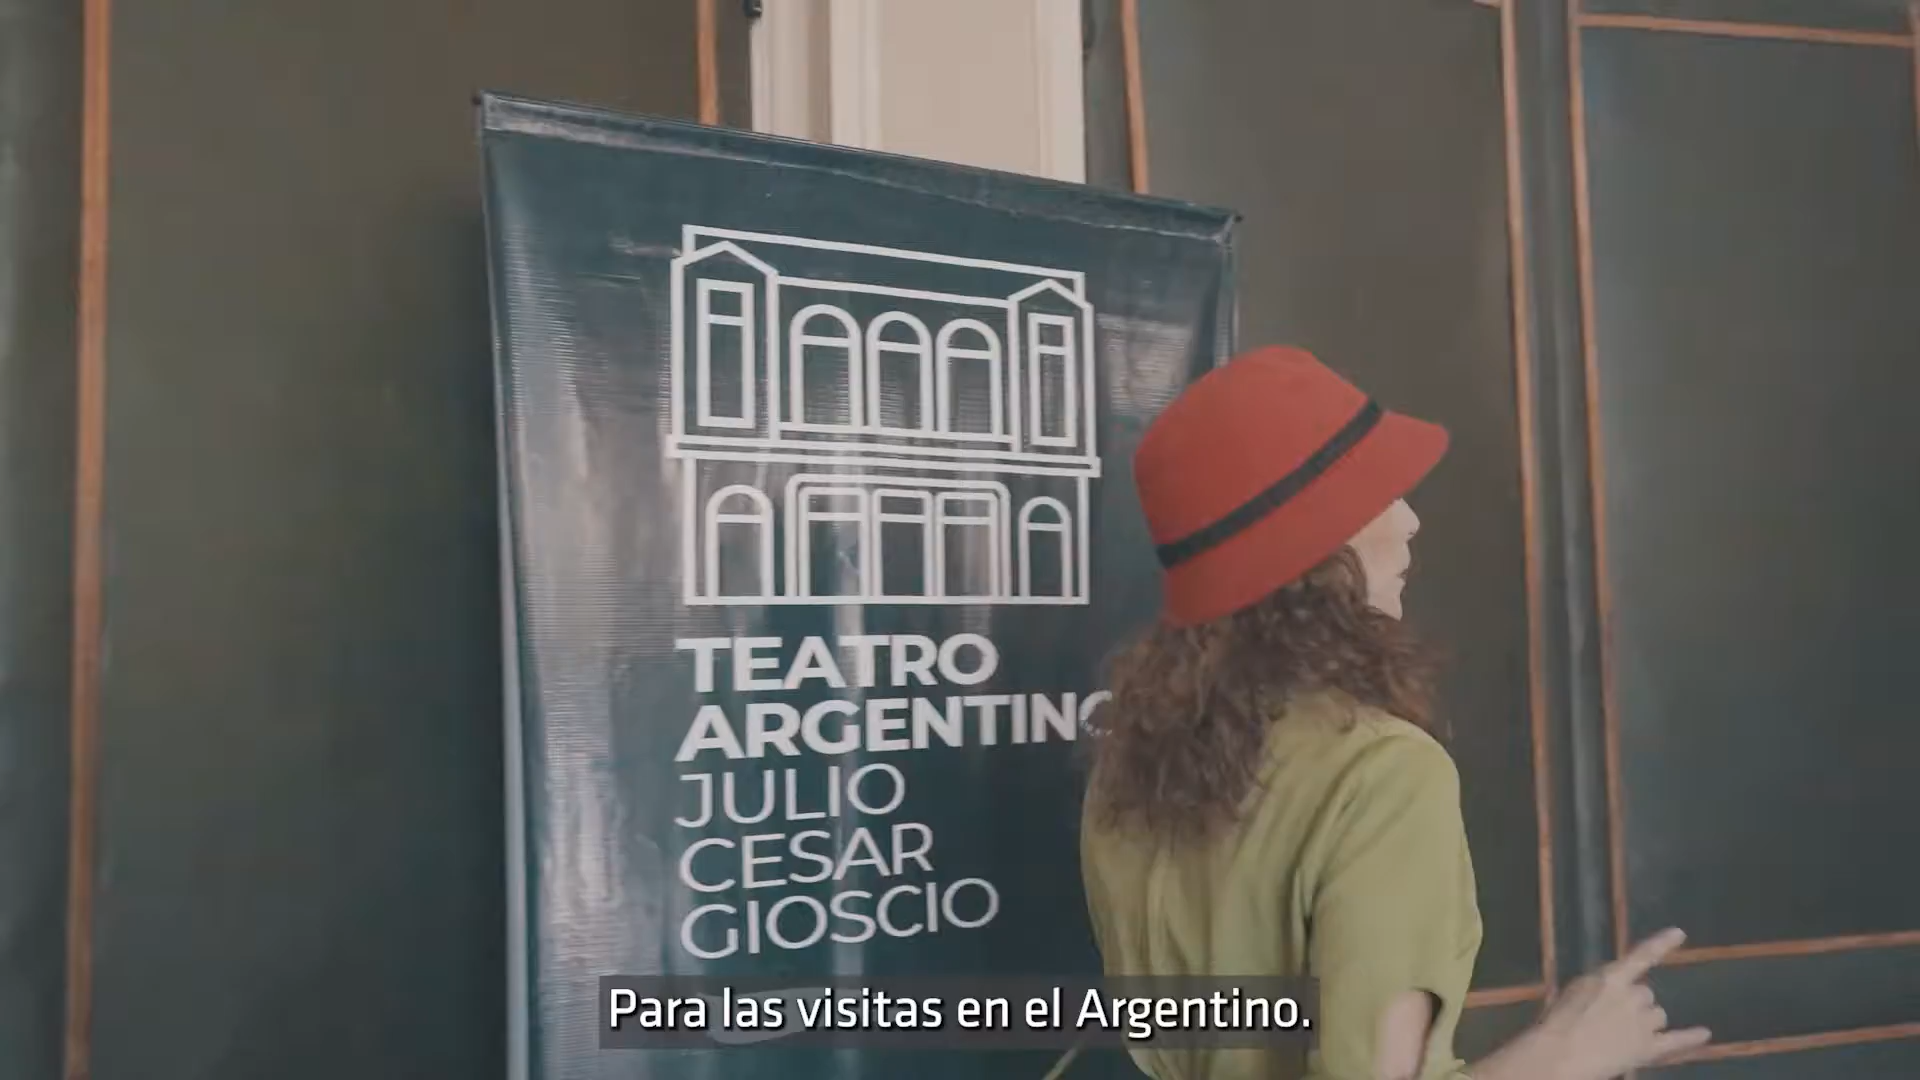 TEATRO
ARGENTINO
JULIO
CESAR
GIOSCIO
Para las visitas en el Argentino.